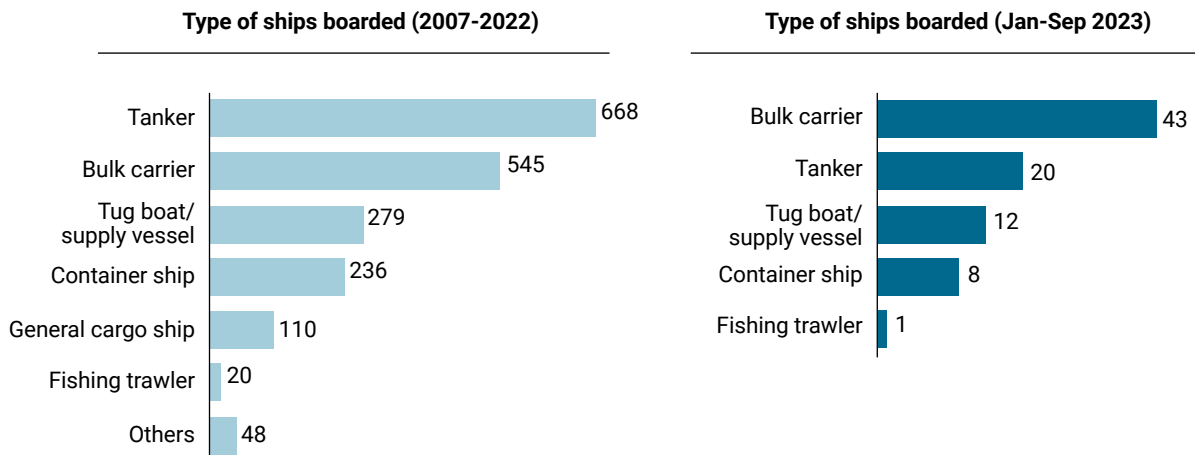 Type of ships boarded (2007-2022)
Tanker 668
Bulk carrier 545
Tug boat/
supply vessel 279
Container ship 236
General cargo ship 110
Fishing trawler 20
Others 48
Type of ships boarded (Jan-Sep 2023)
Bulk carrier 43
Tanker 20
Tug boat/
supply vessel 12
Container ship 8
Fishing trawler 1